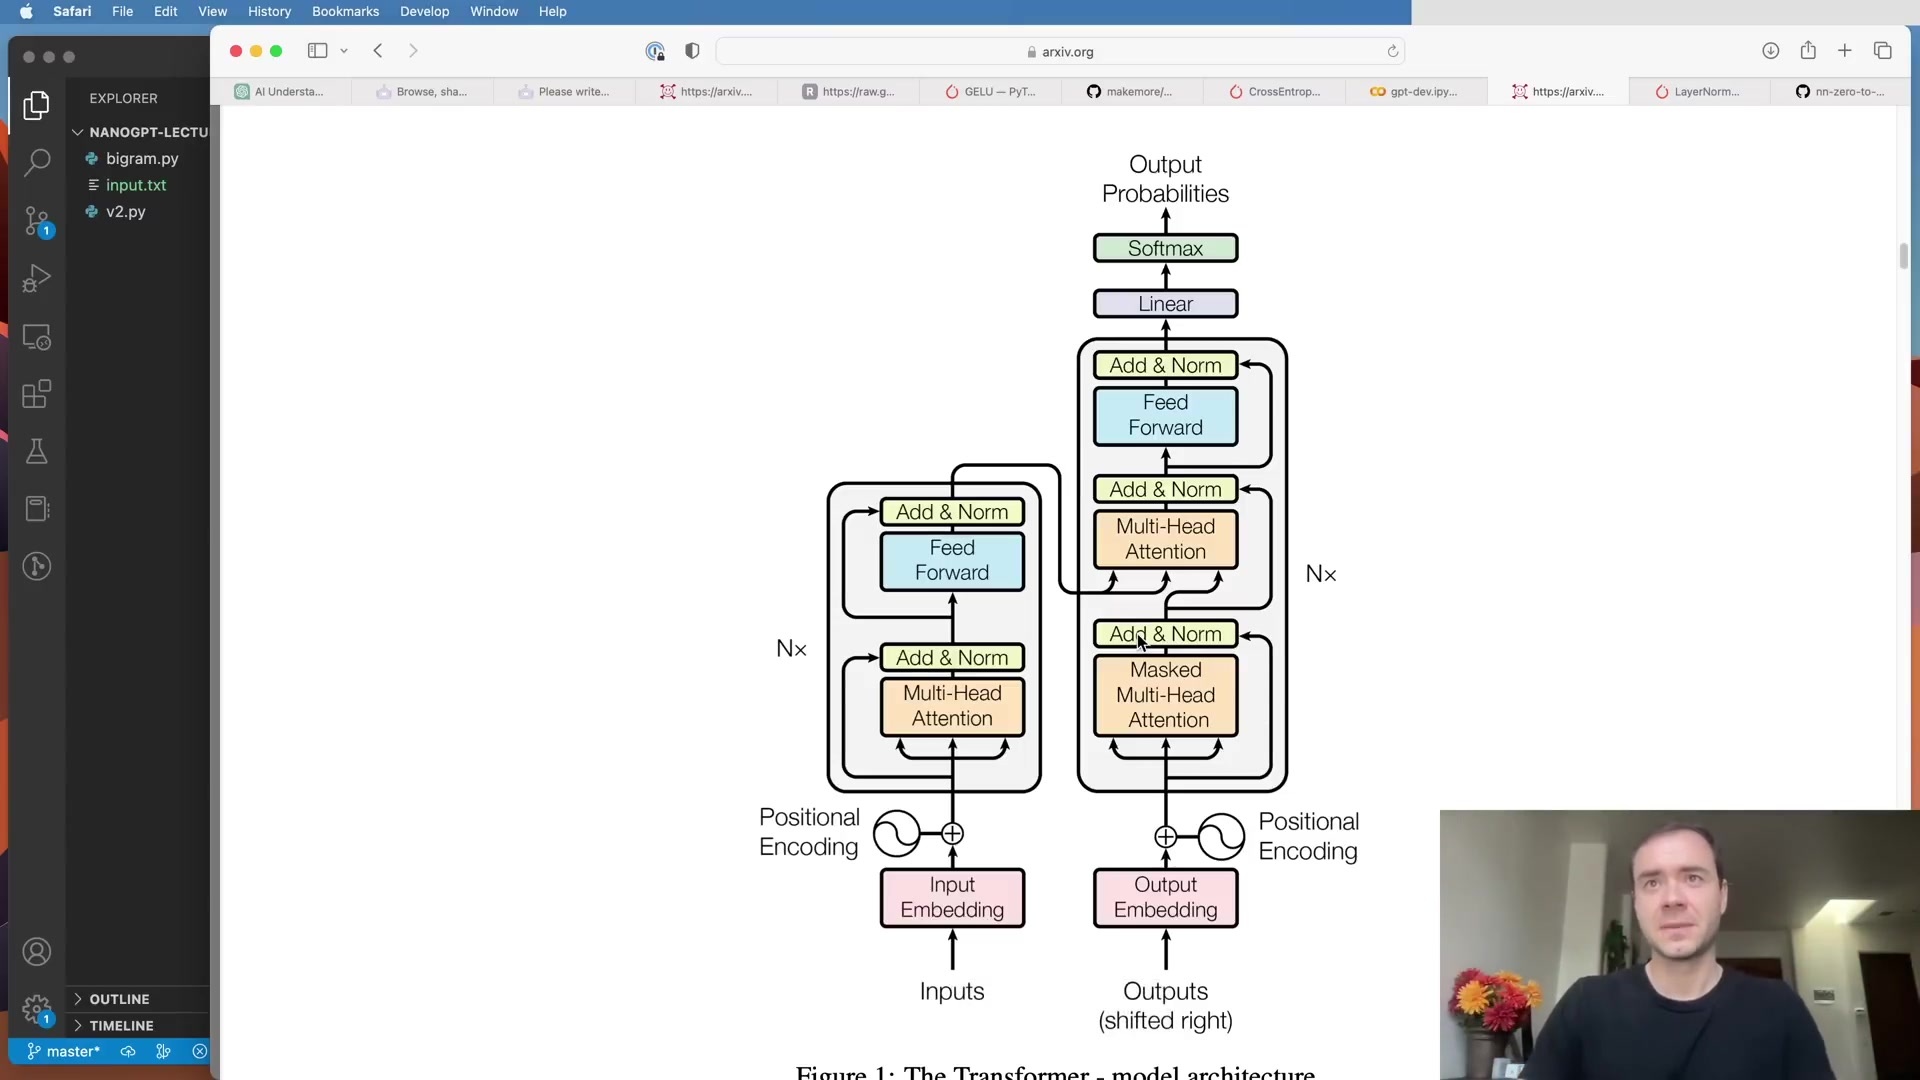 Safari File Edit View History Bookmarks Develop Window Help
arxiv.org
AI Understa... Browse, sha... Please write... https://arxiv.... https://raw.g... GELU — PyT... makemore/... CrossEntrop... gpt-dev.ipy... https://arxiv.... LayerNorm... nn-zero-to-...
EXPLORER
NANOGPT-LECTU
bigram.py
input.txt
v2.py
1
OUTLINE
TIMELINE
1
master*
Output
Probabilities
Softmax
Linear
Add & Norm
Feed
Forward
Add & Norm
Multi-Head
Attention
Nx
Add & Norm
Masked
Multi-Head
Attention
Add & Norm
Feed
Forward
Nx
Add & Norm
Multi-Head
Attention
Positional
Encoding
Positional
Encoding
Input
Embedding
Output
Embedding
Inputs
Outputs
(shifted right)
Figure 1: The Transformer - model architecture